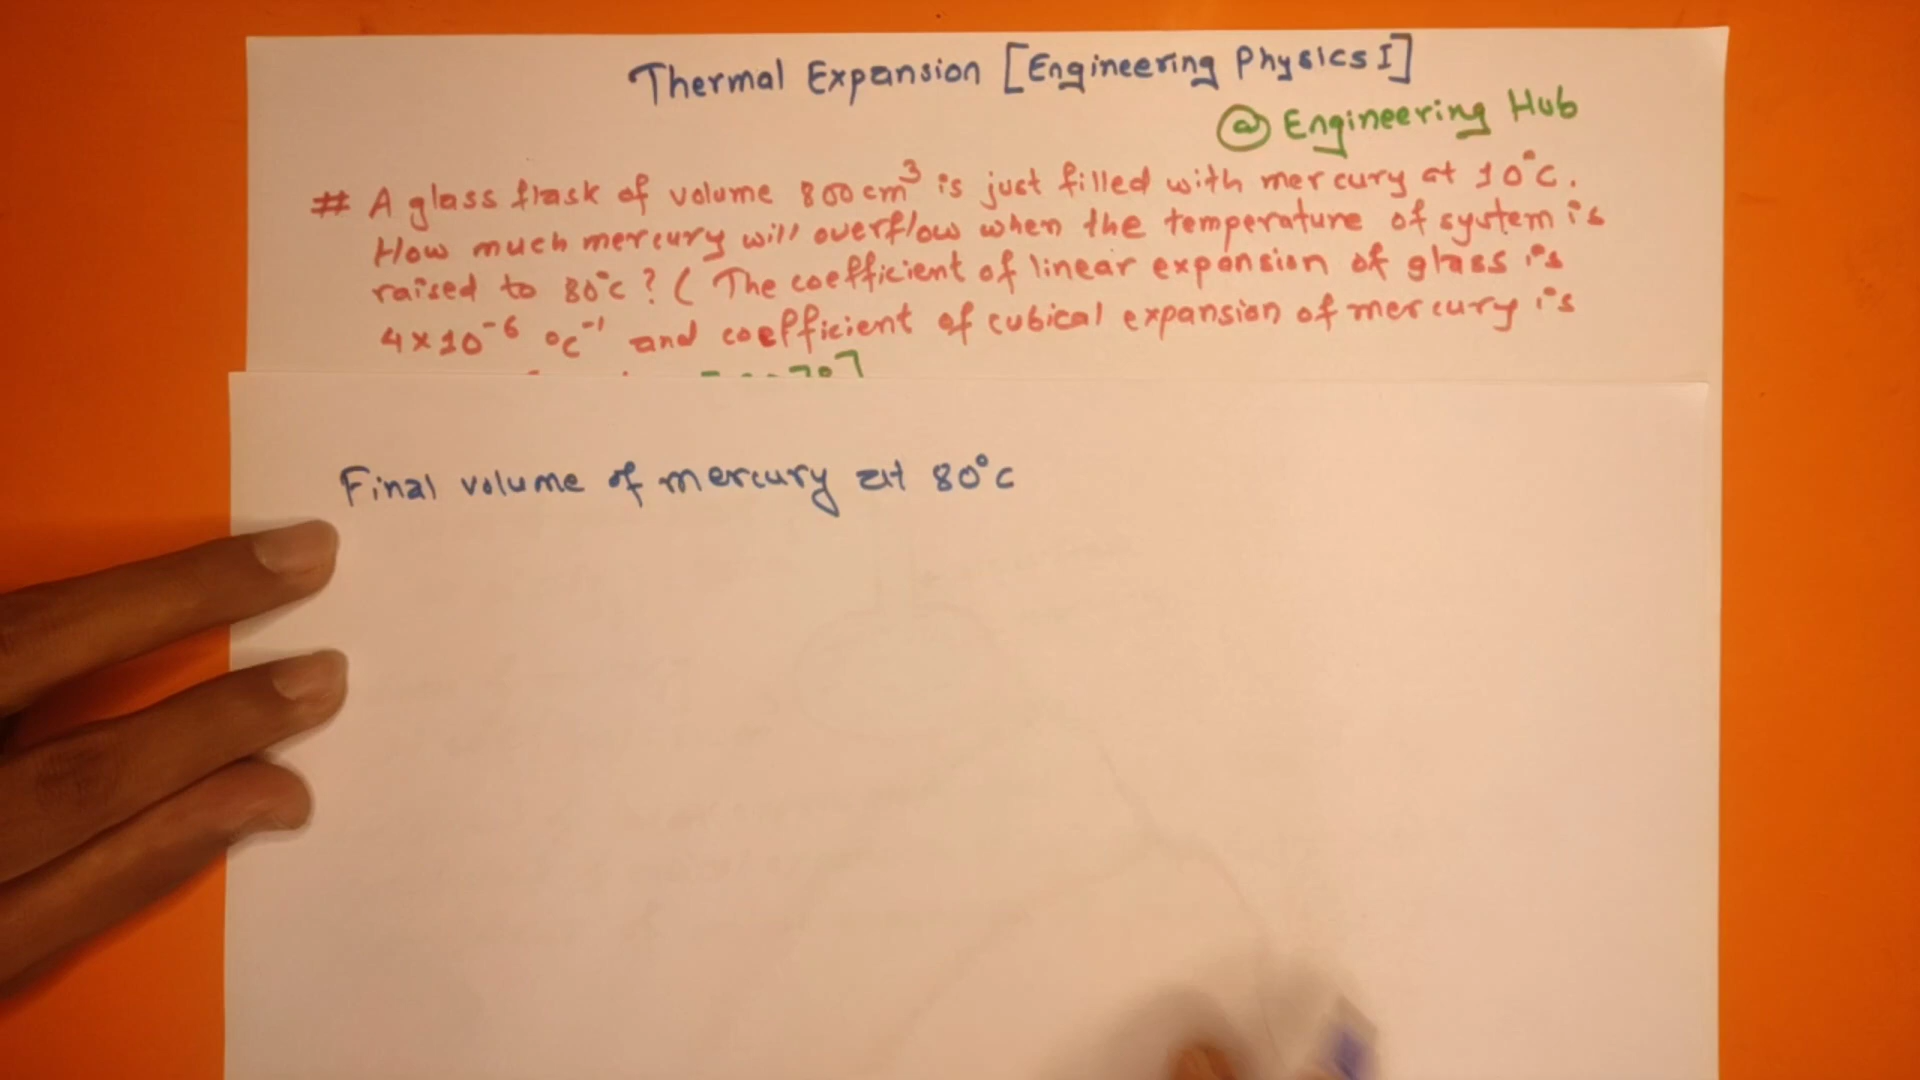 Thermal Expansion [Engineering Physics I]
@ Engineering Hub
# A glass flask of volume 800 cm³ is just filled with mercury at 10°C.
How much mercury will overflow when the temperature of system is
raised to 80°C? ( The coefficient of linear expansion of glass is
4×10⁻⁶ °C⁻¹ and coefficient of cubical expansion of mercury is
Final volume of mercury at 80°C